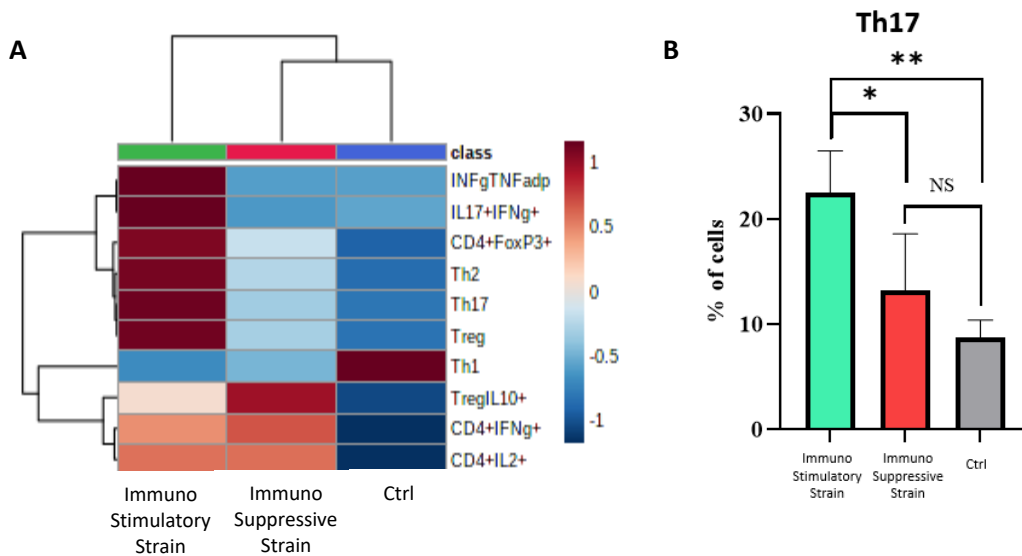 A
class
INFgTNFadp
IL17+IFNg+
CD4+FoxP3+
Th2
Th17
Treg
Th1
TregIL10+
CD4+IFNg+
CD4+IL2+
1
0.5
0
-0.5
-1
Immuno
Stimulatory
Strain
Immuno
Suppressive
Strain
Ctrl
B
Th17
**
*
NS
% of cells
30
20
10
0
Immuno
Stimulatory
Strain
Immuno
Suppressive
Strain
Ctrl